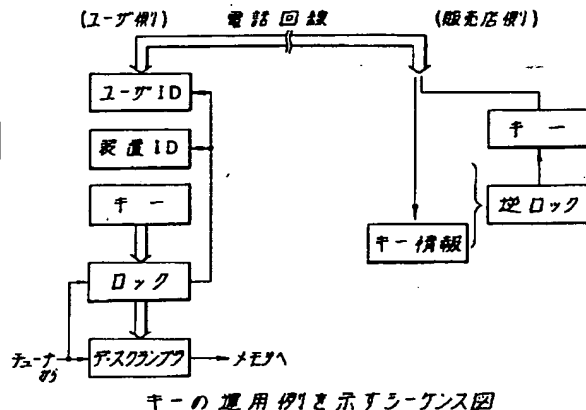 (ユーザ側) 電話回線 (販売店側)
ユーザID
装置ID
キー
キー
逆ロック
キー情報
ロック
チューナから
デ・スクランブラ
メモリへ
キーの運用例を示すシーケンス図